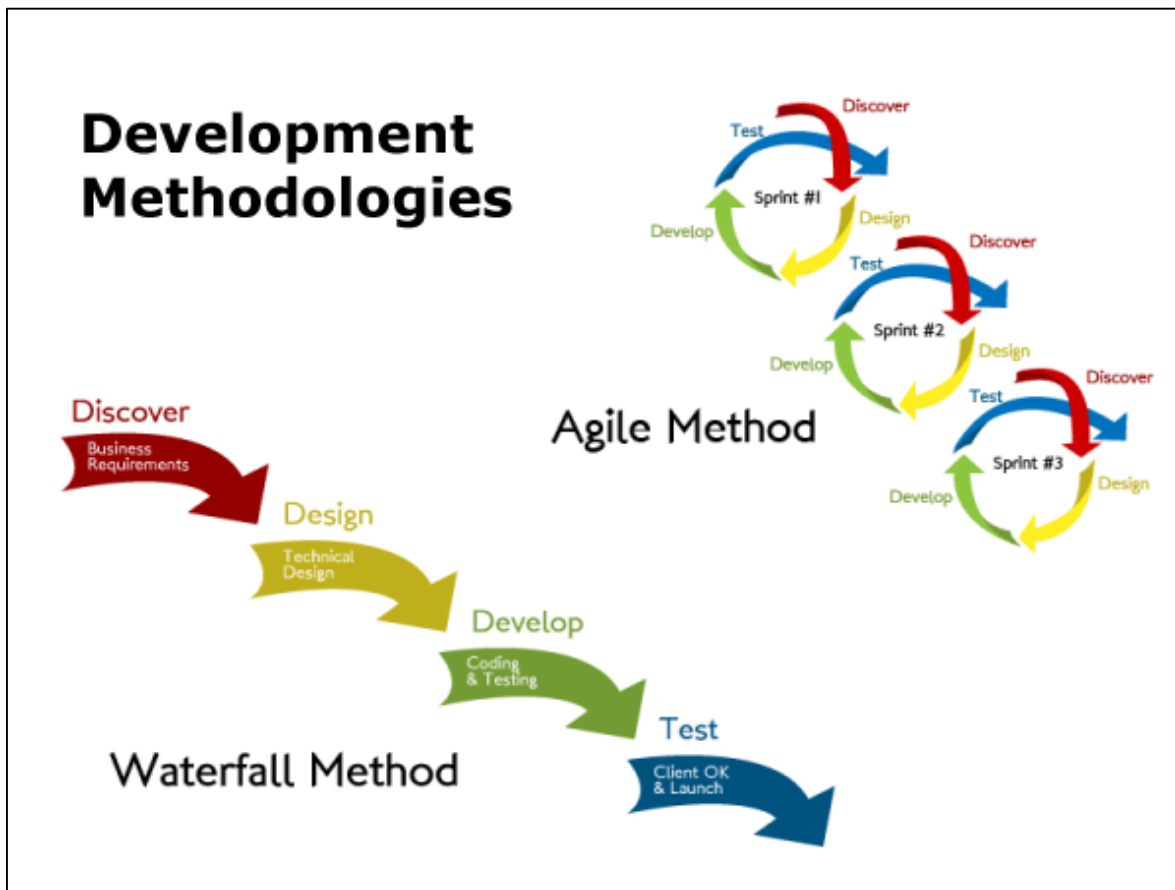 Development
Methodologies
Discover
Test
Sprint #1
Design
Develop
Discover
Test
Sprint #2
Design
Develop
Discover
Test
Sprint #3
Design
Develop
Agile Method
Discover
Business
Requirements
Design
Technical
Design
Develop
Coding
& Testing
Test
Client OK
& Launch
Waterfall Method